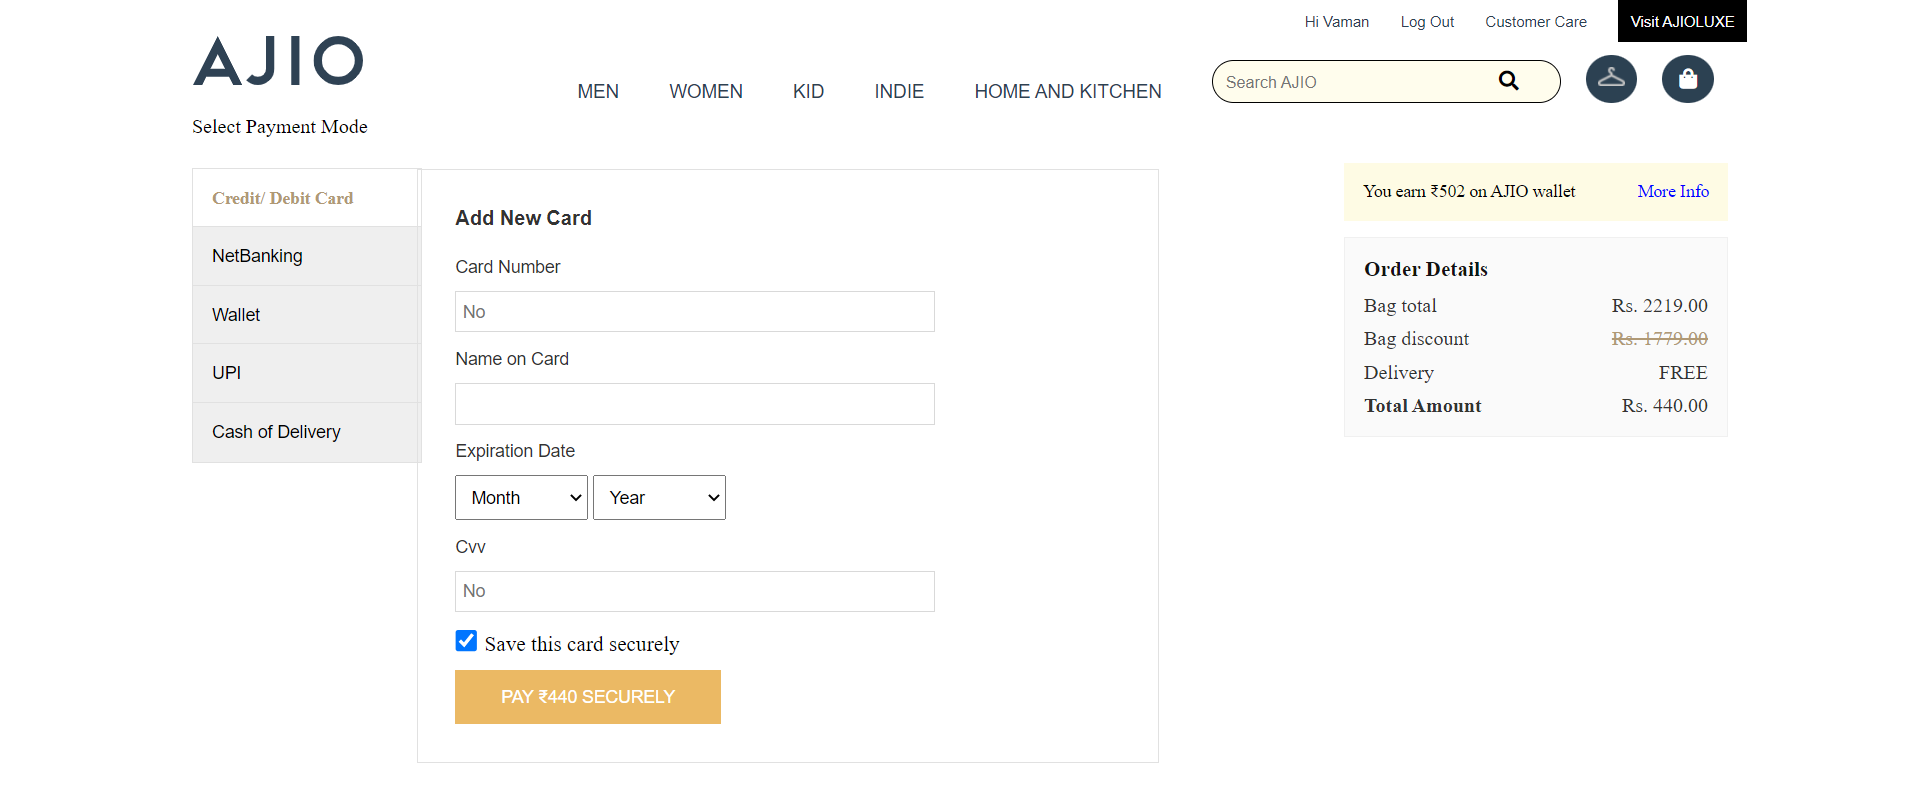 Hi Vaman Log Out Customer Care Visit AJIOLUXE
AJIO
MEN WOMEN KID INDIE HOME AND KITCHEN Search AJIO
Select Payment Mode
Credit/ Debit Card
NetBanking
Wallet
UPI
Cash of Delivery
Add New Card
Card Number
No
Name on Card
Expiration Date
Month Year
Cvv
No
Save this card securely
PAY ₹440 SECURELY
You earn ₹502 on AJIO wallet More Info
Order Details
Bag total Rs. 2219.00
Bag discount Rs. 1779.00
Delivery FREE
Total Amount Rs. 440.00